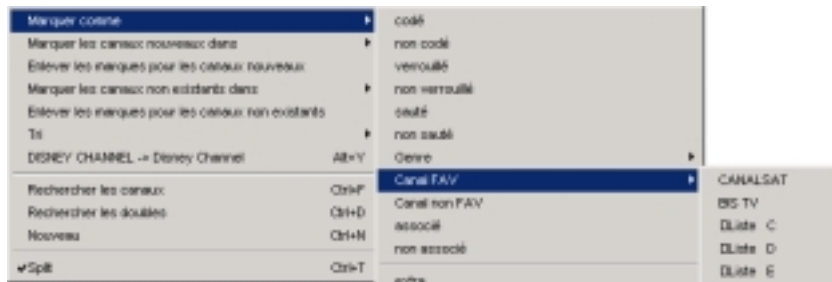 Marquer comme
Marquer les canaux nouveaux dans
Enlever les marques pour les canaux nouveaux
Marquer les canaux non existants dans
Enlever les marques pour les canaux non existants
Tri
DISNEY CHANNEL -> Disney Channel Alt+Y
Rechercher les canaux Ctrl+F
Rechercher les doubles Ctrl+D
Nouveau Ctrl+N
Split Ctrl+T
codé
non codé
verrouillé
non verrouillé
sauté
non sauté
Genre
Canal FAV
Canal non FAV
associé
non associé
CANALSAT
BIS TV
Liste C
Liste D
Liste E